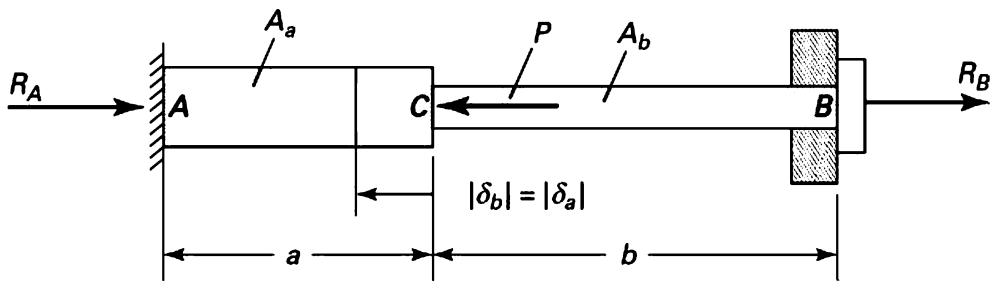 A_a
P
A_b
R_A
A
C
B
R_B
|δ_b| = |δ_a|
a
b